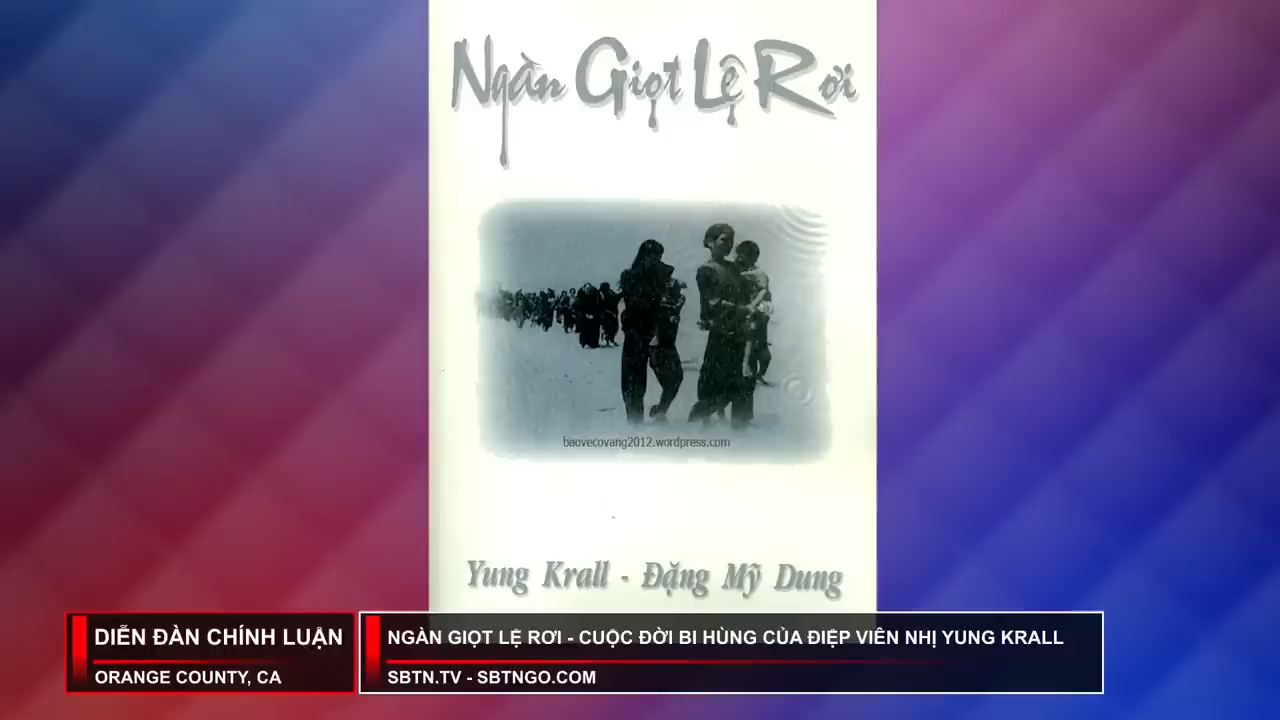 Ngàn Giọt Lệ Rơi
baovecovang2012.wordpress.com
Yung Krall - Đặng Mỹ Dung
DIỄN ĐÀN CHÍNH LUẬN
ORANGE COUNTY, CA
NGÀN GIỌT LỆ RƠI - CUỘC ĐỜI BI HÙNG CỦA ĐIỆP VIÊN NHỊ YUNG KRALL
SBTN.TV - SBTNGO.COM